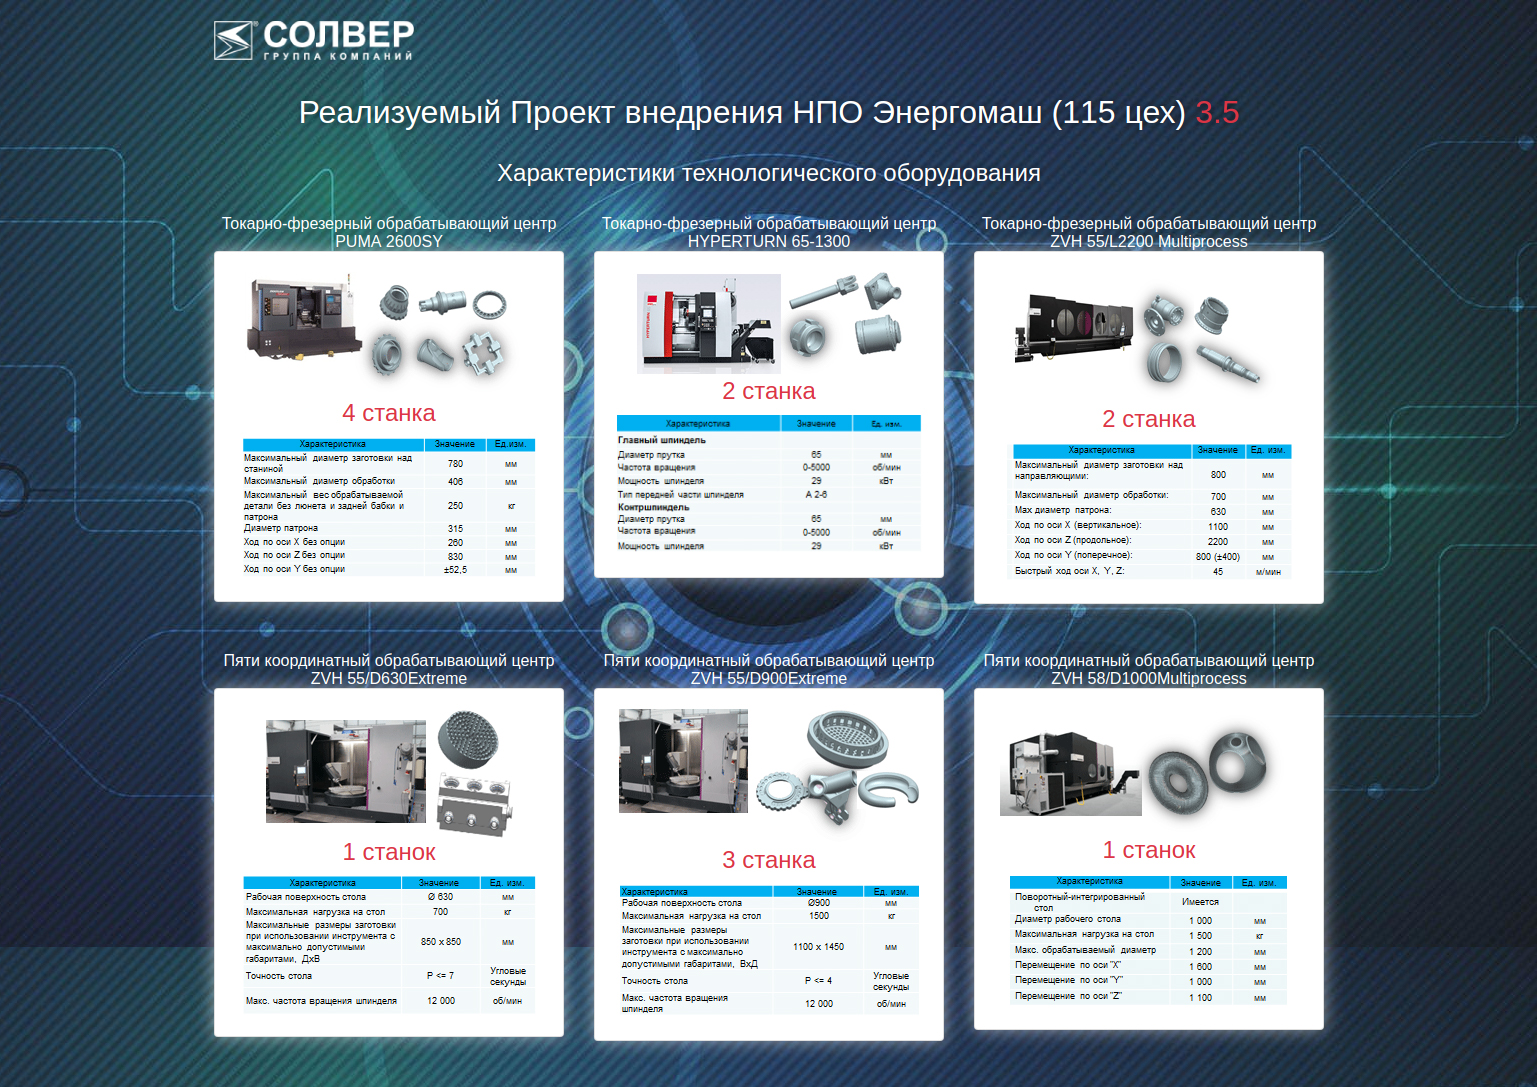 СОЛВЕР
ГРУППА КОМПАНИЙ
Реализуемый Проект внедрения НПО Энергомаш (115 цех) 3.5
Характеристики технологического оборудования
Токарно-фрезерный обрабатывающий центр
PUMA 2600SY
4 станка
Характеристика Значение Ед.изм.
Максимальный диаметр заготовки над
станиной 780 мм
Максимальный диаметр обработки 406 мм
Максимальный вес обрабатываемой
детали без люнета и задней бабки и
патрона 250 кг
Диаметр патрона 315 мм
Ход по оси X без опции 260 мм
Ход по оси Z без опции 830 мм
Ход по оси Y без опции ±52,5 мм
Токарно-фрезерный обрабатывающий центр
HYPERTURN 65-1300
HYPERTURN
2 станка
Характеристика Значение Ед. изм.
Главный шпиндель
Диаметр прутка 65 мм
Частота вращения 0-5000 об/мин
Мощность шпинделя 29 кВт
Тип передней части шпинделя А 2-6
Контршпиндель
Диаметр прутка 65 мм
Частота вращения 0-5000 об/мин
Мощность шпинделя 29 кВт
Токарно-фрезерный обрабатывающий центр
ZVH 55/L2200 Multiprocess
2 станка
Характеристика Значение Ед. изм.
Максимальный диаметр заготовки над
направляющими: 800 мм
Максимальный диаметр обработки: 700 мм
Мах диаметр патрона: 630 мм
Ход по оси X (вертикальное): 1100 мм
Ход по оси Z (продольное): 2200 мм
Ход по оси Y (поперечное): 800 (±400) мм
Быстрый ход оси X, Y, Z: 45 м/мин
Пяти координатный обрабатывающий центр
ZVH 55/D630Extreme
1 станок
Характеристика Значение Ед. изм.
Рабочая поверхность стола Ø 630 мм
Максимальная нагрузка на стол 700 кг
Максимальные размеры заготовки
при использовании инструмента с
максимально допустимыми
габаритами, ДхВ 850 х 850 мм
Точность стола P <= 7 Угловые
секунды
Макс. частота вращения шпинделя 12 000 об/мин
Пяти координатный обрабатывающий центр
ZVH 55/D900Extreme
3 станка
Характеристика Значение Ед. изм.
Рабочая поверхность стола Ø900 мм
Максимальная нагрузка на стол 1500 кг
Максимальные размеры
заготовки при использовании
инструмента с максимально
допустимыми габаритами, ВхД 1100 х 1450 мм
Точность стола P <= 4 Угловые
секунды
Макс. частота вращения
шпинделя 12 000 об/мин
Пяти координатный обрабатывающий центр
ZVH 58/D1000Multiprocess
1 станок
Характеристика Значение Ед. изм.
Поворотный-интегрированный
стол Имеется
Диаметр рабочего стола 1 000 мм
Максимальная нагрузка на стол 1 500 кг
Макс. обрабатываемый диаметр 1 200 мм
Перемещение по оси "X" 1 600 мм
Перемещение по оси "Y" 1 000 мм
Перемещение по оси "Z" 1 100 мм